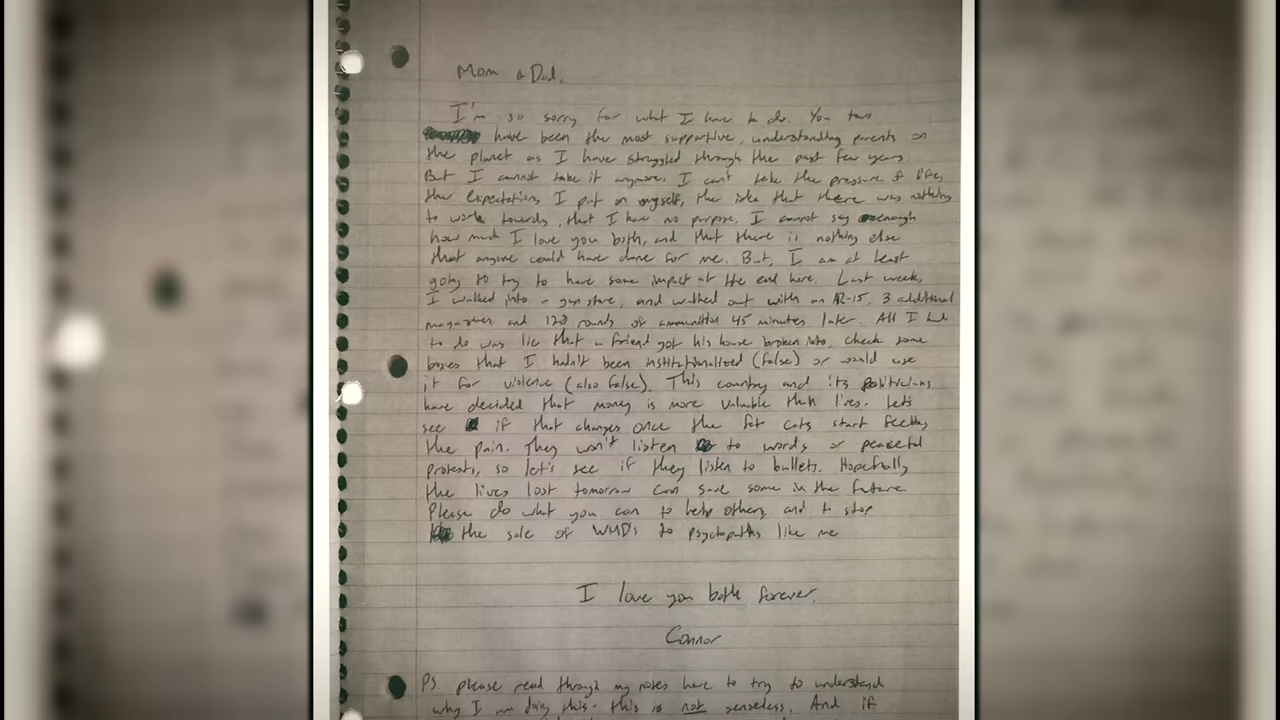 Mom & Dad,
I'm so sorry for what I have to do. You two
have been the most supportive, understanding parents on
the planet as I have struggled through the past few years.
But I cannot take it anymore. I can't take the pressure of life,
the expectations I put on myself, the idea that there was nothing
to work towards, that I have no purpose. I cannot say enough
how much I love you both, and that there is nothing else
that anyone could have done for me. But, I am at least
going to try to have some impact at the end here. Last week,
I walked into a gun store, and walked out with an AR-15, 3 additional
magazines, and 120 rounds of ammunition 45 minutes later. All I had
to do was lie that a friend got his house broken into, check some
boxes that I hadn't been institutionalized (false) or would use
it for violence (also false). This country and its politicians
have decided that money is more valuable than lives. Let's
see if that changes once the fat cats start feeling
the pain. They won't listen to words or peaceful
protests, so let's see if they listen to bullets. Hopefully
the lives lost tomorrow can save some in the future.
Please do what you can to help others, and to stop
the sale of WMDs to psychopaths like me.
I love you both forever,
Connor
PS. please read through my notes here to try to understand
why I am doing this - this is not senseless. And if